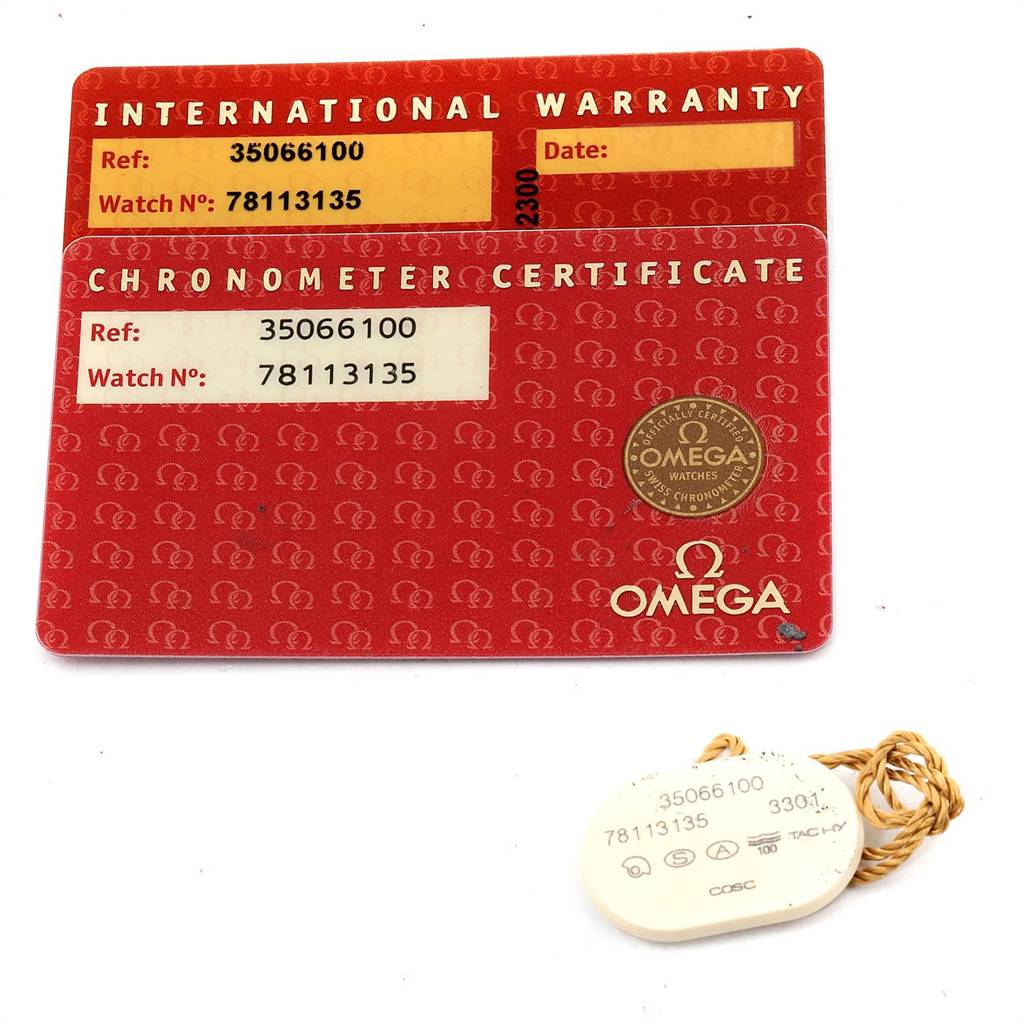 INTERNATIONAL WARRANTY
Ref: 35066100
Date:
Watch Nº: 78113135
2300
CHRONOMETER CERTIFICATE
Ref: 35066100
Watch Nº: 78113135
OFFICIALLY CERTIFIED
Ω
OMEGA
WATCHES
SWISS CHRONOMETER
Ω
OMEGA
35066100
78113135 3301
S A 100 TACHY
COSC